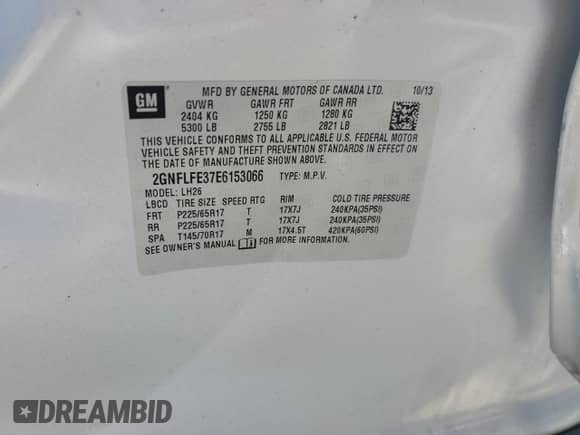 GM
MFD BY GENERAL MOTORS OF CANADA LTD. 10/13
GVWR GAWR FRT GAWR RR
2404 KG 1250 KG 1280 KG
5300 LB 2755 LB 2821 LB
THIS VEHICLE CONFORMS TO ALL APPLICABLE U.S. FEDERAL MOTOR
VEHICLE SAFETY, BUMPER, AND THEFT PREVENTION STANDARDS IN EFFECT ON
THE DATE OF MANUFACTURE SHOWN ABOVE.
2GNFLFE37E6153066 TYPE: M.P.V.
MODEL: LH26
LBCD TIRE SIZE SPEED RTG RIM COLD TIRE PRESSURE
FRT P225/65R17 T 17X7J 240KPA(35PSI)
RR P225/65R17 T 17X7J 240KPA(35PSI)
SPA T145/70R17 M 17X4.5T 420KPA(60PSI)
SEE OWNER'S MANUAL FOR MORE INFORMATION.
DREAMBID